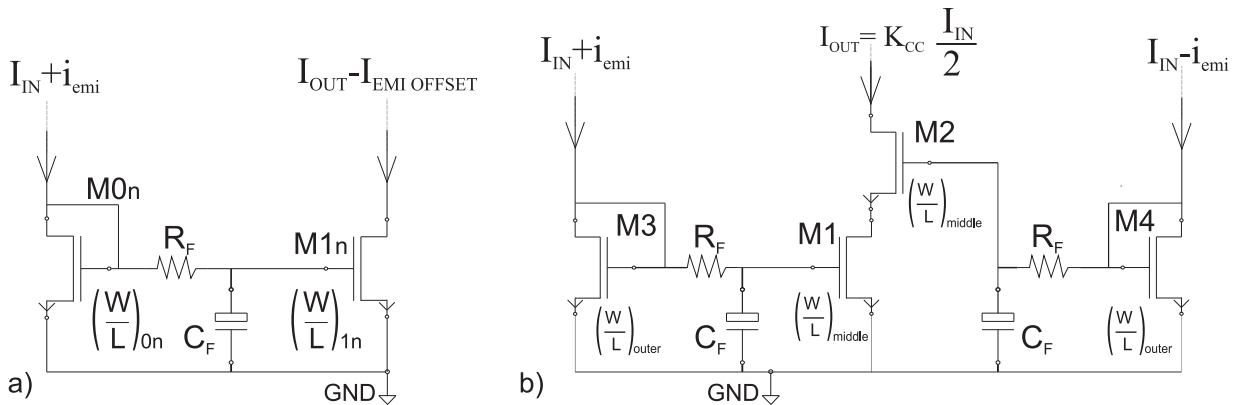 I_IN+i_emi
I_OUT-I_EMI OFFSET
M0n
R_F
M1n
(W/L)_0n
C_F
(W/L)_1n
GND
a)
I_IN+i_emi
I_OUT= K_CC I_IN/2
I_IN-i_emi
M2
(W/L)_middle
M3
R_F
M1
R_F
M4
(W/L)_outer
C_F
(W/L)_middle
C_F
(W/L)_outer
GND
b)